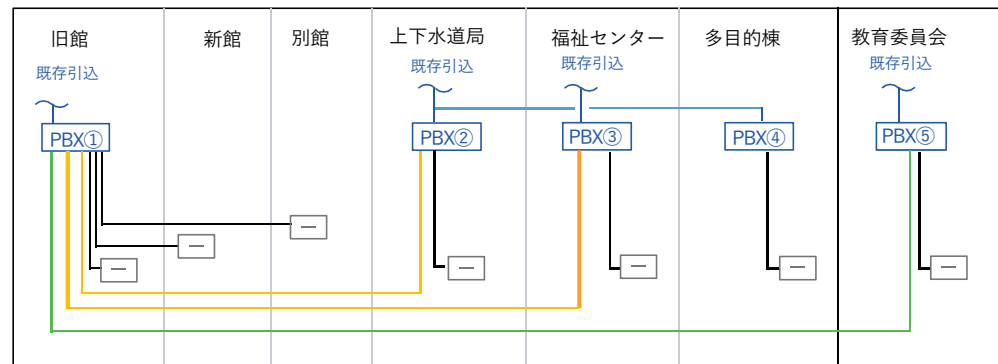 旧館
新館
別館
上下水道局
福祉センター
多目的棟
教育委員会
既存引込
既存引込
既存引込
既存引込
PBX①
PBX②
PBX③
PBX④
PBX⑤